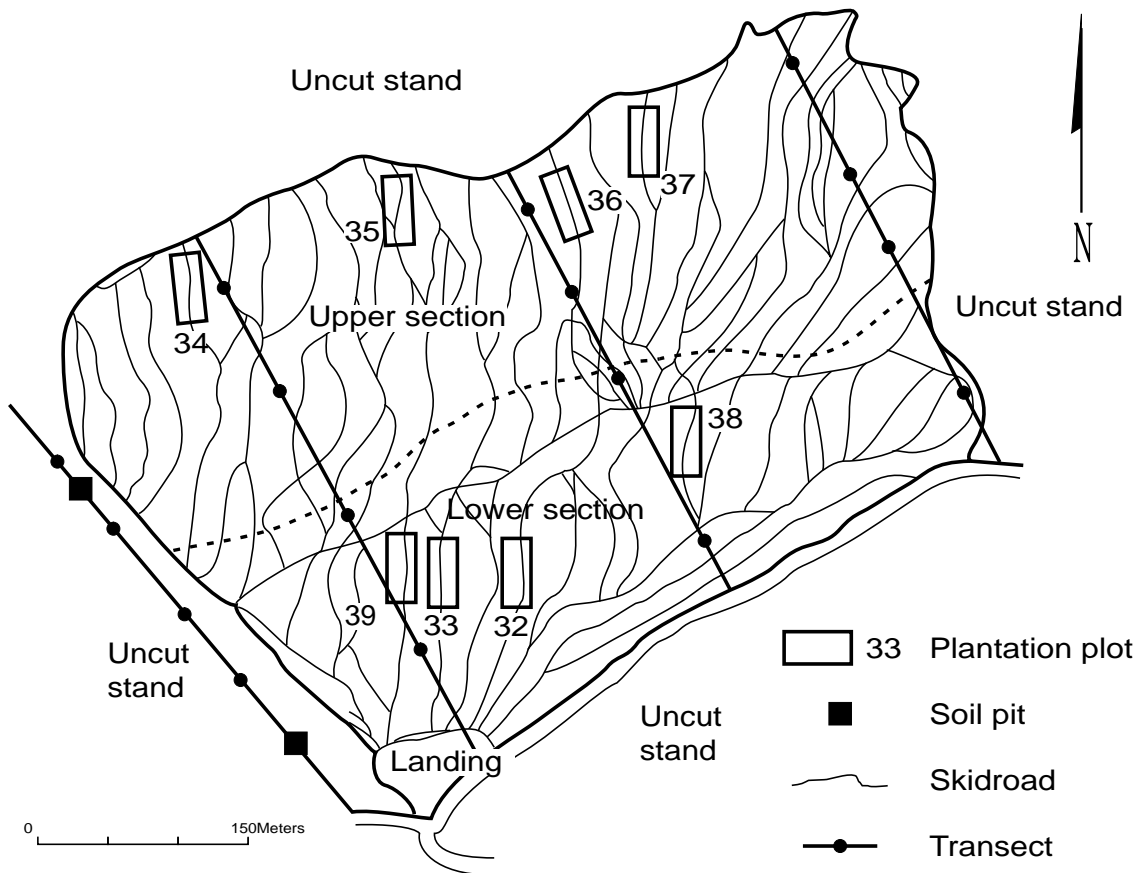 Uncut stand
37
36
35
N
Uncut stand
Upper section
34
38
Lower section
39
33
32
Uncut
stand
33 Plantation plot
Uncut
stand
Soil pit
Landing
Skidroad
0 150Meters
Transect